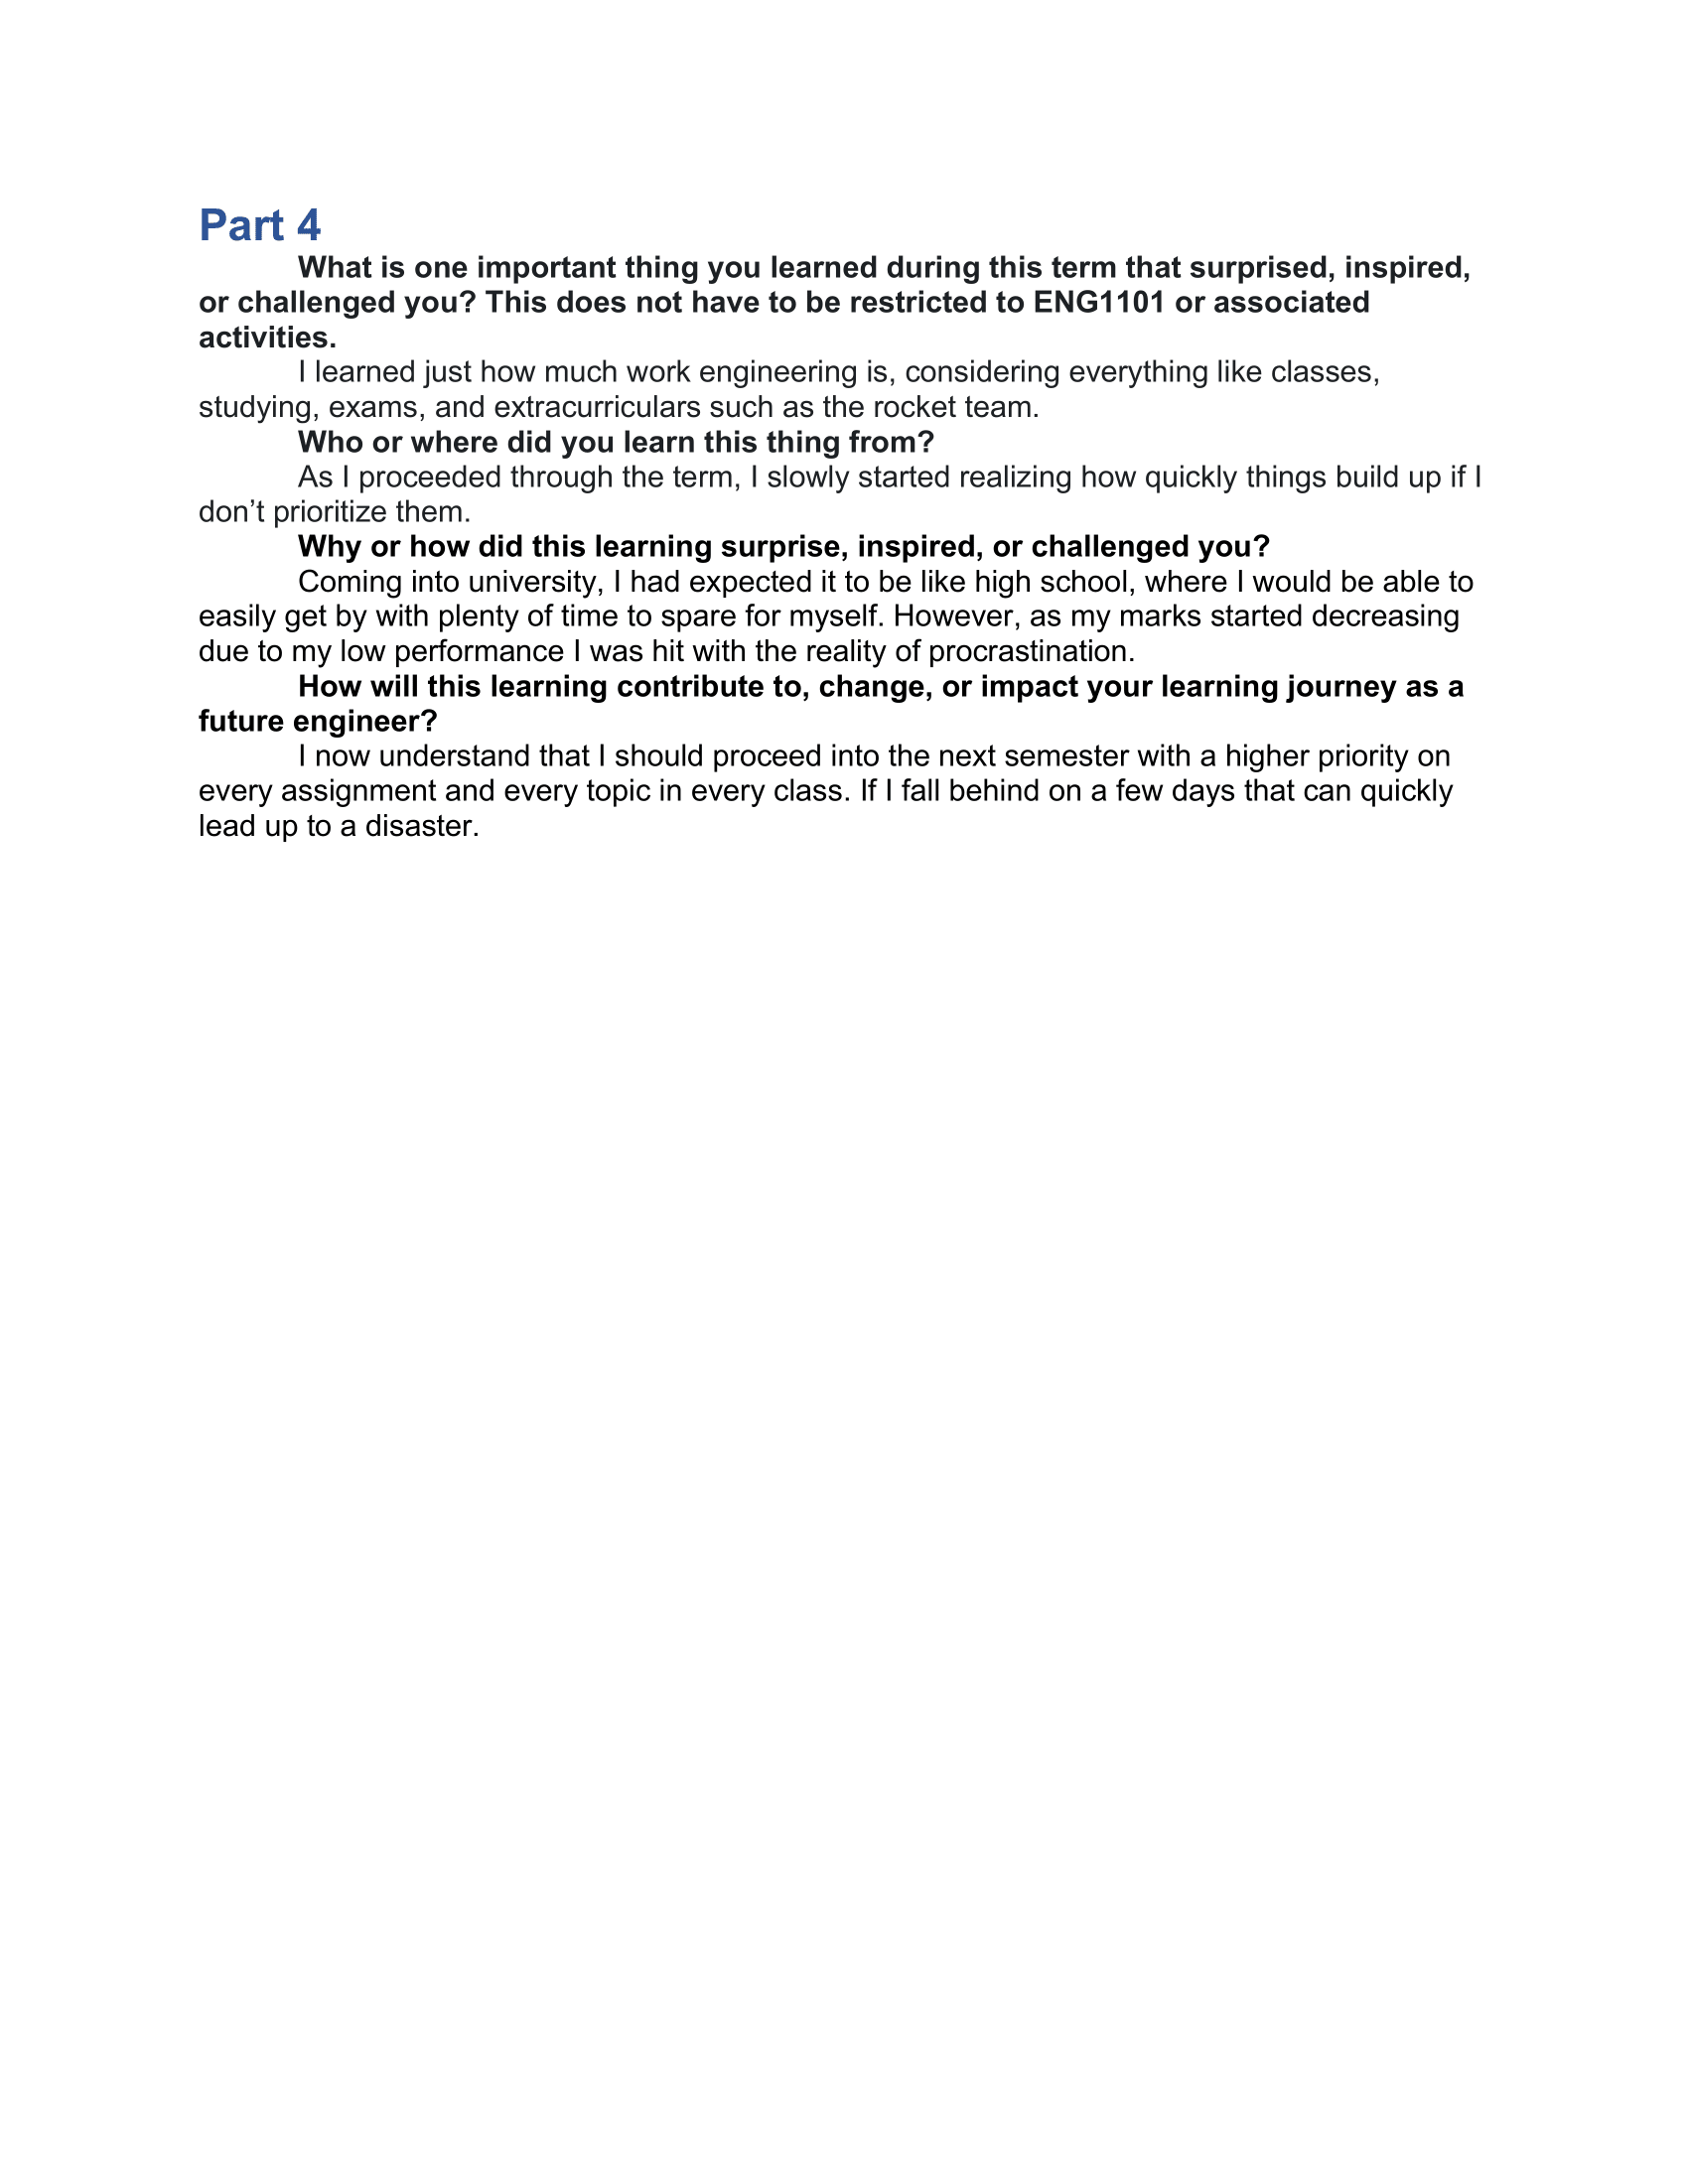 Part 4
What is one important thing you learned during this term that surprised, inspired,
or challenged you? This does not have to be restricted to ENG1101 or associated
activities.
I learned just how much work engineering is, considering everything like classes,
studying, exams, and extracurriculars such as the rocket team.
Who or where did you learn this thing from?
As I proceeded through the term, I slowly started realizing how quickly things build up if I
don’t prioritize them.
Why or how did this learning surprise, inspired, or challenged you?
Coming into university, I had expected it to be like high school, where I would be able to
easily get by with plenty of time to spare for myself. However, as my marks started decreasing
due to my low performance I was hit with the reality of procrastination.
How will this learning contribute to, change, or impact your learning journey as a
future engineer?
I now understand that I should proceed into the next semester with a higher priority on
every assignment and every topic in every class. If I fall behind on a few days that can quickly
lead up to a disaster.